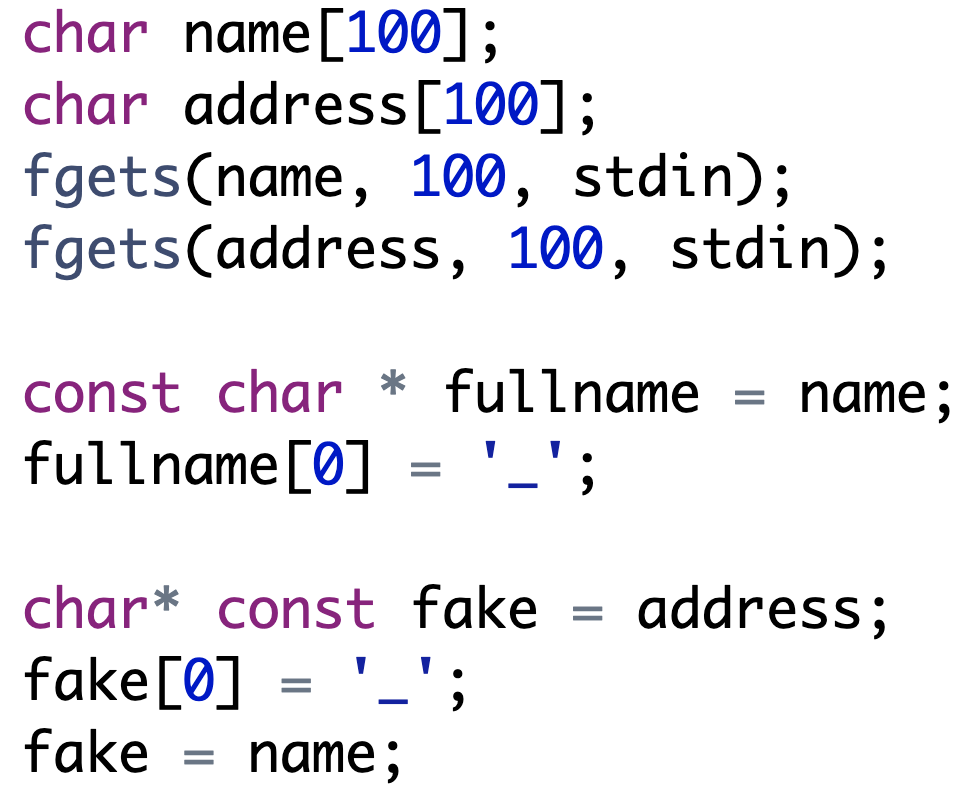 char name[100];
char address[100];
fgets(name, 100, stdin);
fgets(address, 100, stdin);
const char * fullname = name;
fullname[0] = '_';
char* const fake = address;
fake[0] = '_';
fake = name;